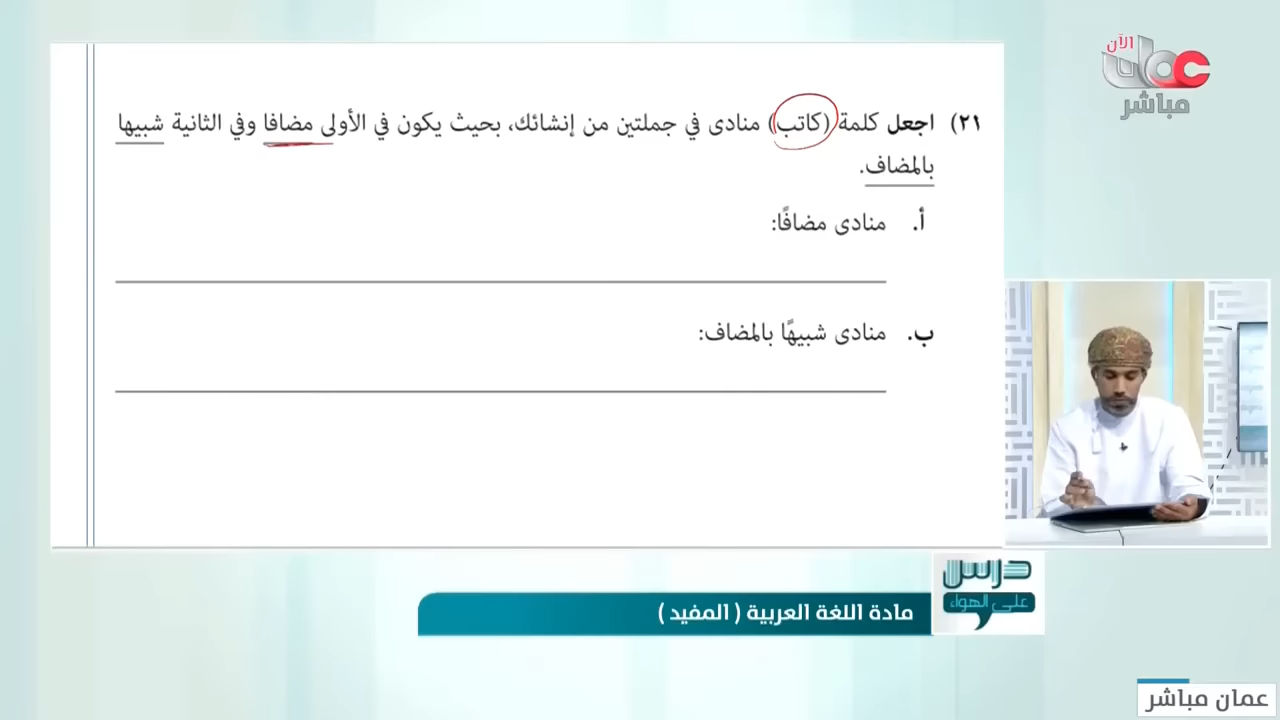 الآن
عمان
مباشر
٢١) اجعل كلمة (كاتب) منادى في جملتين من إنشائك، بحيث يكون في الأولى مضافا وفي الثانية شبيها
بالمضاف.
أ. منادى مضافًا:
ب. منادى شبيهًا بالمضاف:
درس
على الهواء
مادة اللغة العربية ( المفيد )
عمان مباشر